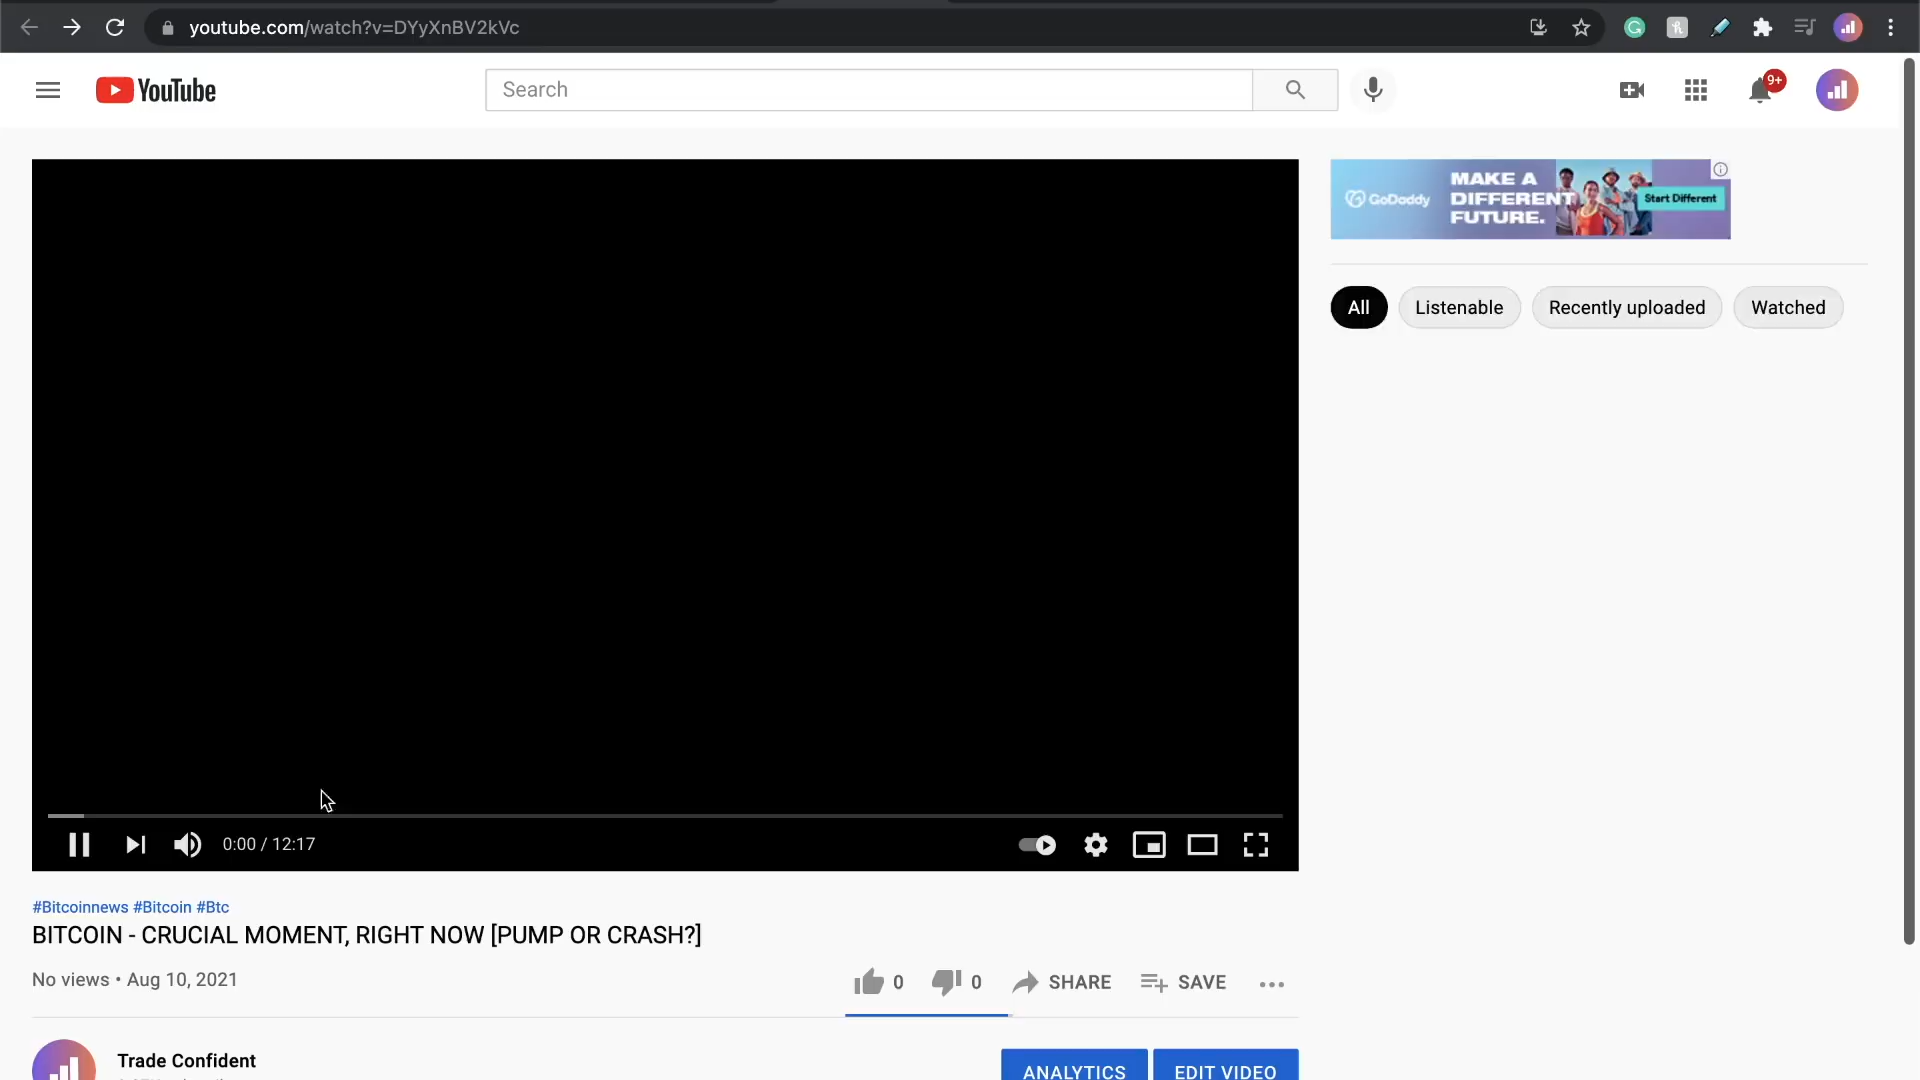 youtube.com/watch?v=DYyXnBV2kVc
YouTube
Search
9+
GoDaddy
MAKE A
DIFFERENT
FUTURE.
Start Different
All
Listenable
Recently uploaded
Watched
0:00 / 12:17
#Bitcoinnews #Bitcoin #Btc
BITCOIN - CRUCIAL MOMENT, RIGHT NOW [PUMP OR CRASH?]
No views • Aug 10, 2021
0
0
SHARE
SAVE
Trade Confident
ANALYTICS
EDIT VIDEO